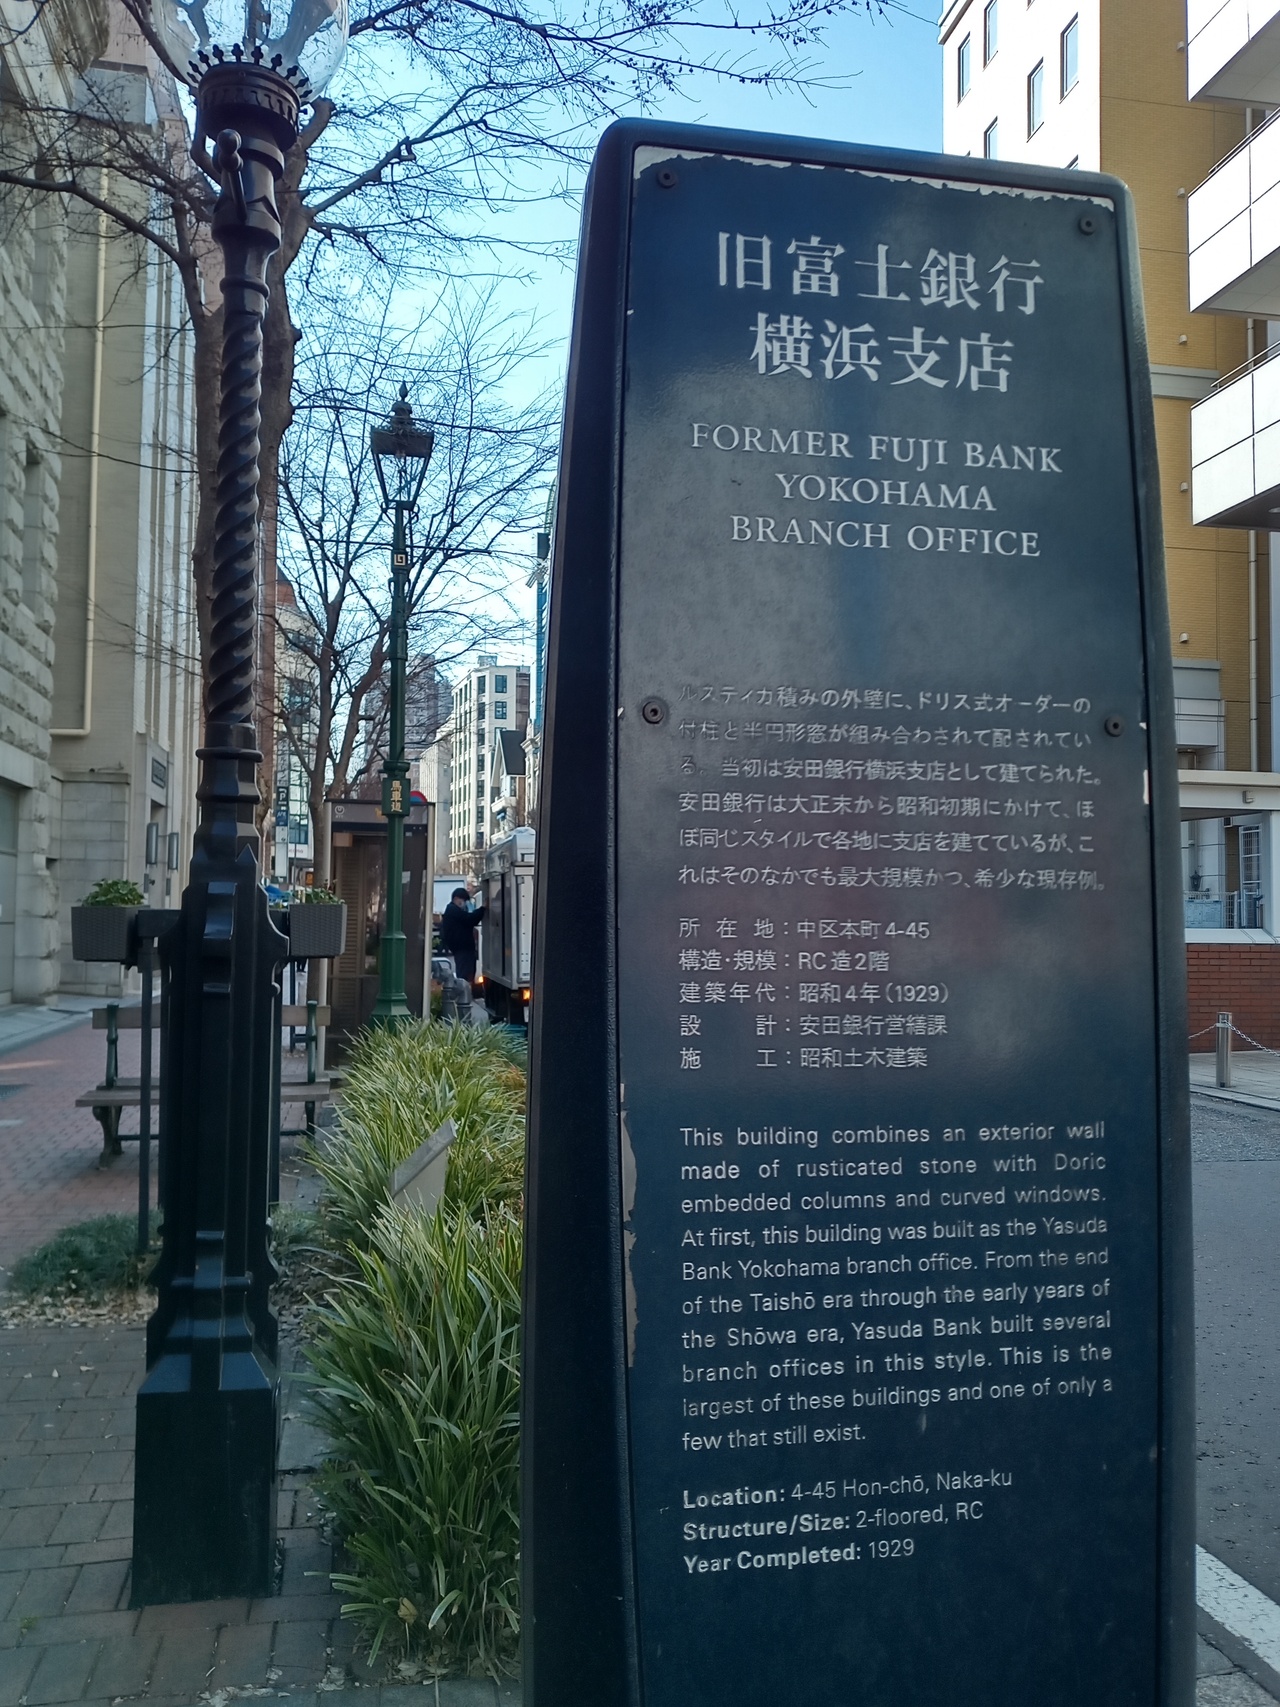 旧富士銀行
横浜支店
FORMER FUJI BANK
YOKOHAMA
BRANCH OFFICE
ルスティカ積みの外壁に、ドリス式オーダーの
付柱と半円形窓が組み合わされて配されてい
る。当初は安田銀行横浜支店として建てられた。
安田銀行は大正末から昭和初期にかけて、ほ
ぼ同じスタイルで各地に支店を建てているが、こ
れはそのなかでも最大規模かつ、希少な現存例。
所在地：中区本町4-45
構造・規模：RC造2階
建築年代：昭和4年（1929）
設計：安田銀行営繕課
施工：昭和土木建築
This building combines an exterior wall
made of rusticated stone with Doric
embedded columns and curved windows.
At first, this building was built as the Yasuda
Bank Yokohama branch office. From the end
of the Taishō era through the early years of
the Shōwa era, Yasuda Bank built several
branch offices in this style. This is the
largest of these buildings and one of only a
few that still exist.
Location: 4-45 Hon-chō, Naka-ku
Structure/Size: 2-floored, RC
Year Completed: 1929
馬車道